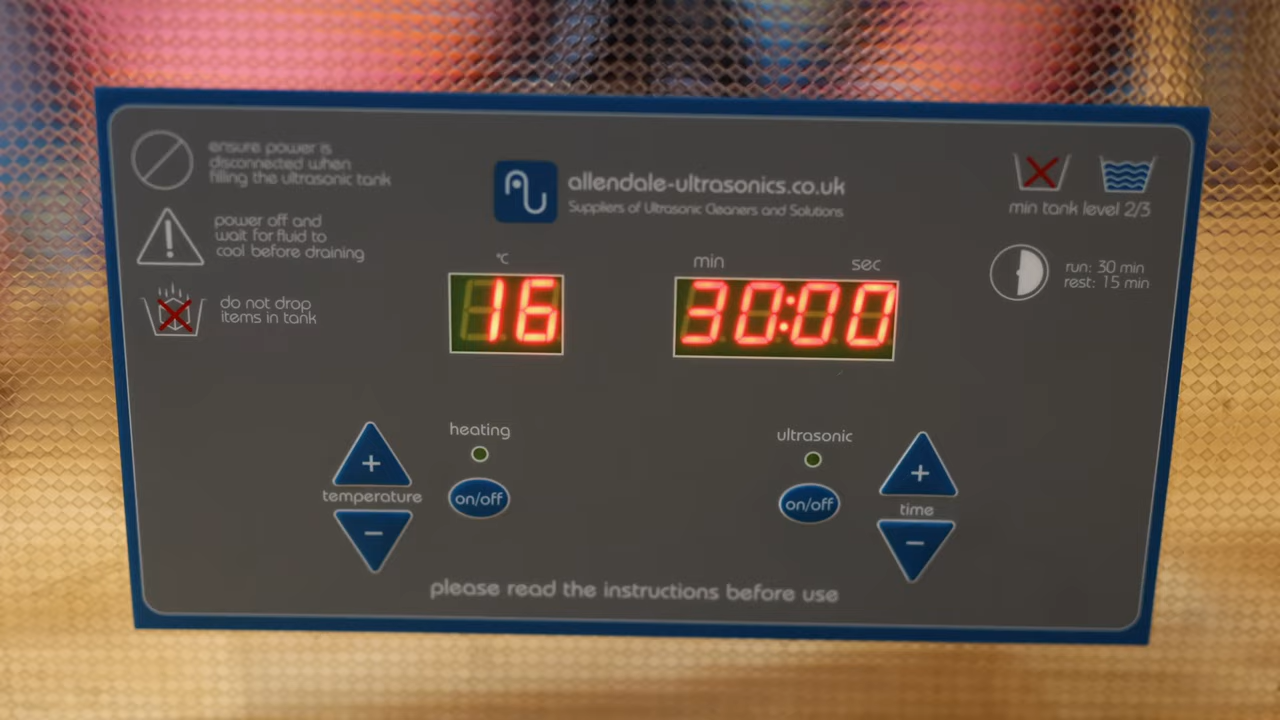 ensure power is
disconnected when
filling the ultrasonic tank
power off and
wait for fluid to
cool before draining
do not drop
items in tank
allendale-ultrasonics.co.uk
Suppliers of Ultrasonic Cleaners and Solutions
min tank level 2/3
run: 30 min
rest: 15 min
°C
16
min sec
30:00
heating
on/off
+
temperature
−
ultrasonic
on/off
+
time
−
please read the instructions before use